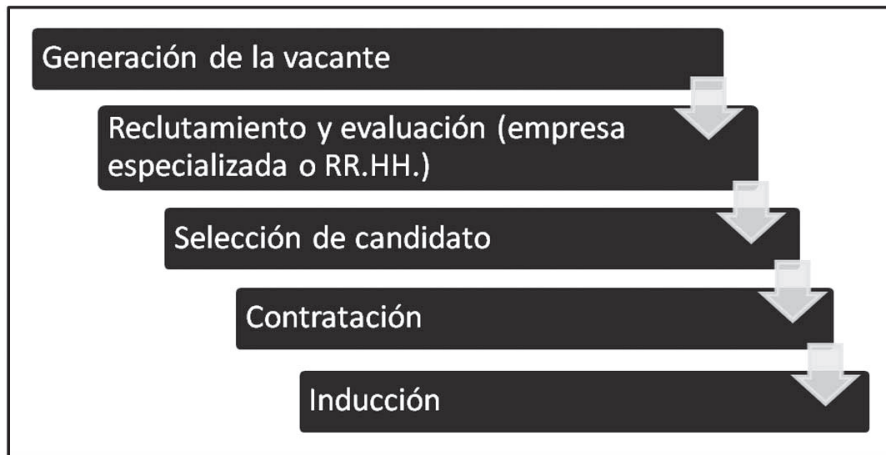 Generación de la vacante
Reclutamiento y evaluación (empresa
especializada o RR.HH.)
Selección de candidato
Contratación
Inducción